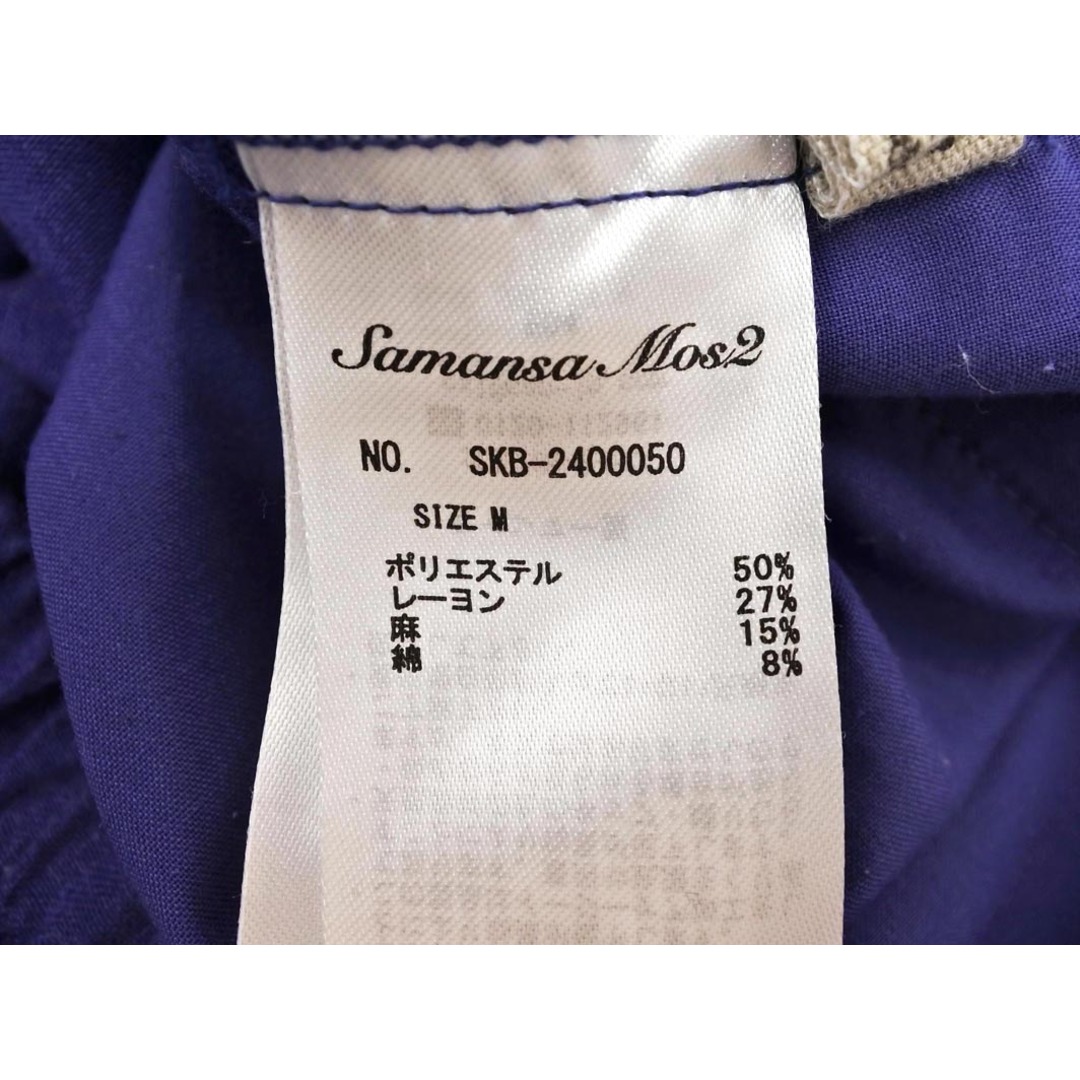 Samansa Mos2
NO. SKB-2400050
SIZE M
ポリエステル 50%
レーヨン 27%
麻 15%
綿 8%